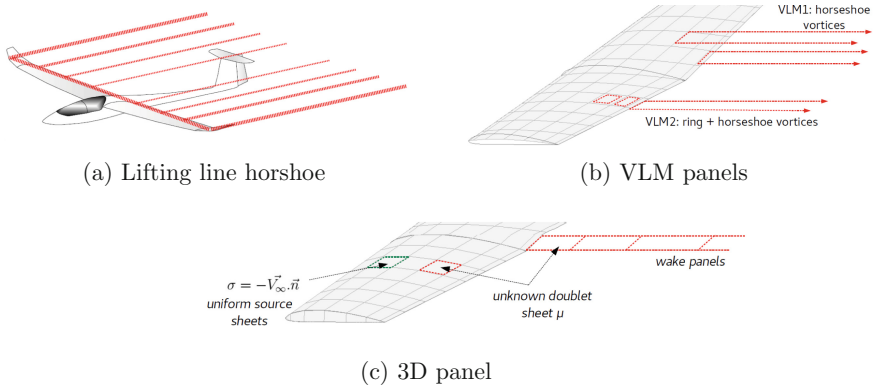 VLM1: horseshoe
vortices
VLM2: ring + horseshoe vortices
(a) Lifting line horshoe
(b) VLM panels
σ = −V⃗∞.n⃗
uniform source
sheets
unknown doublet
sheet μ
wake panels
(c) 3D panel